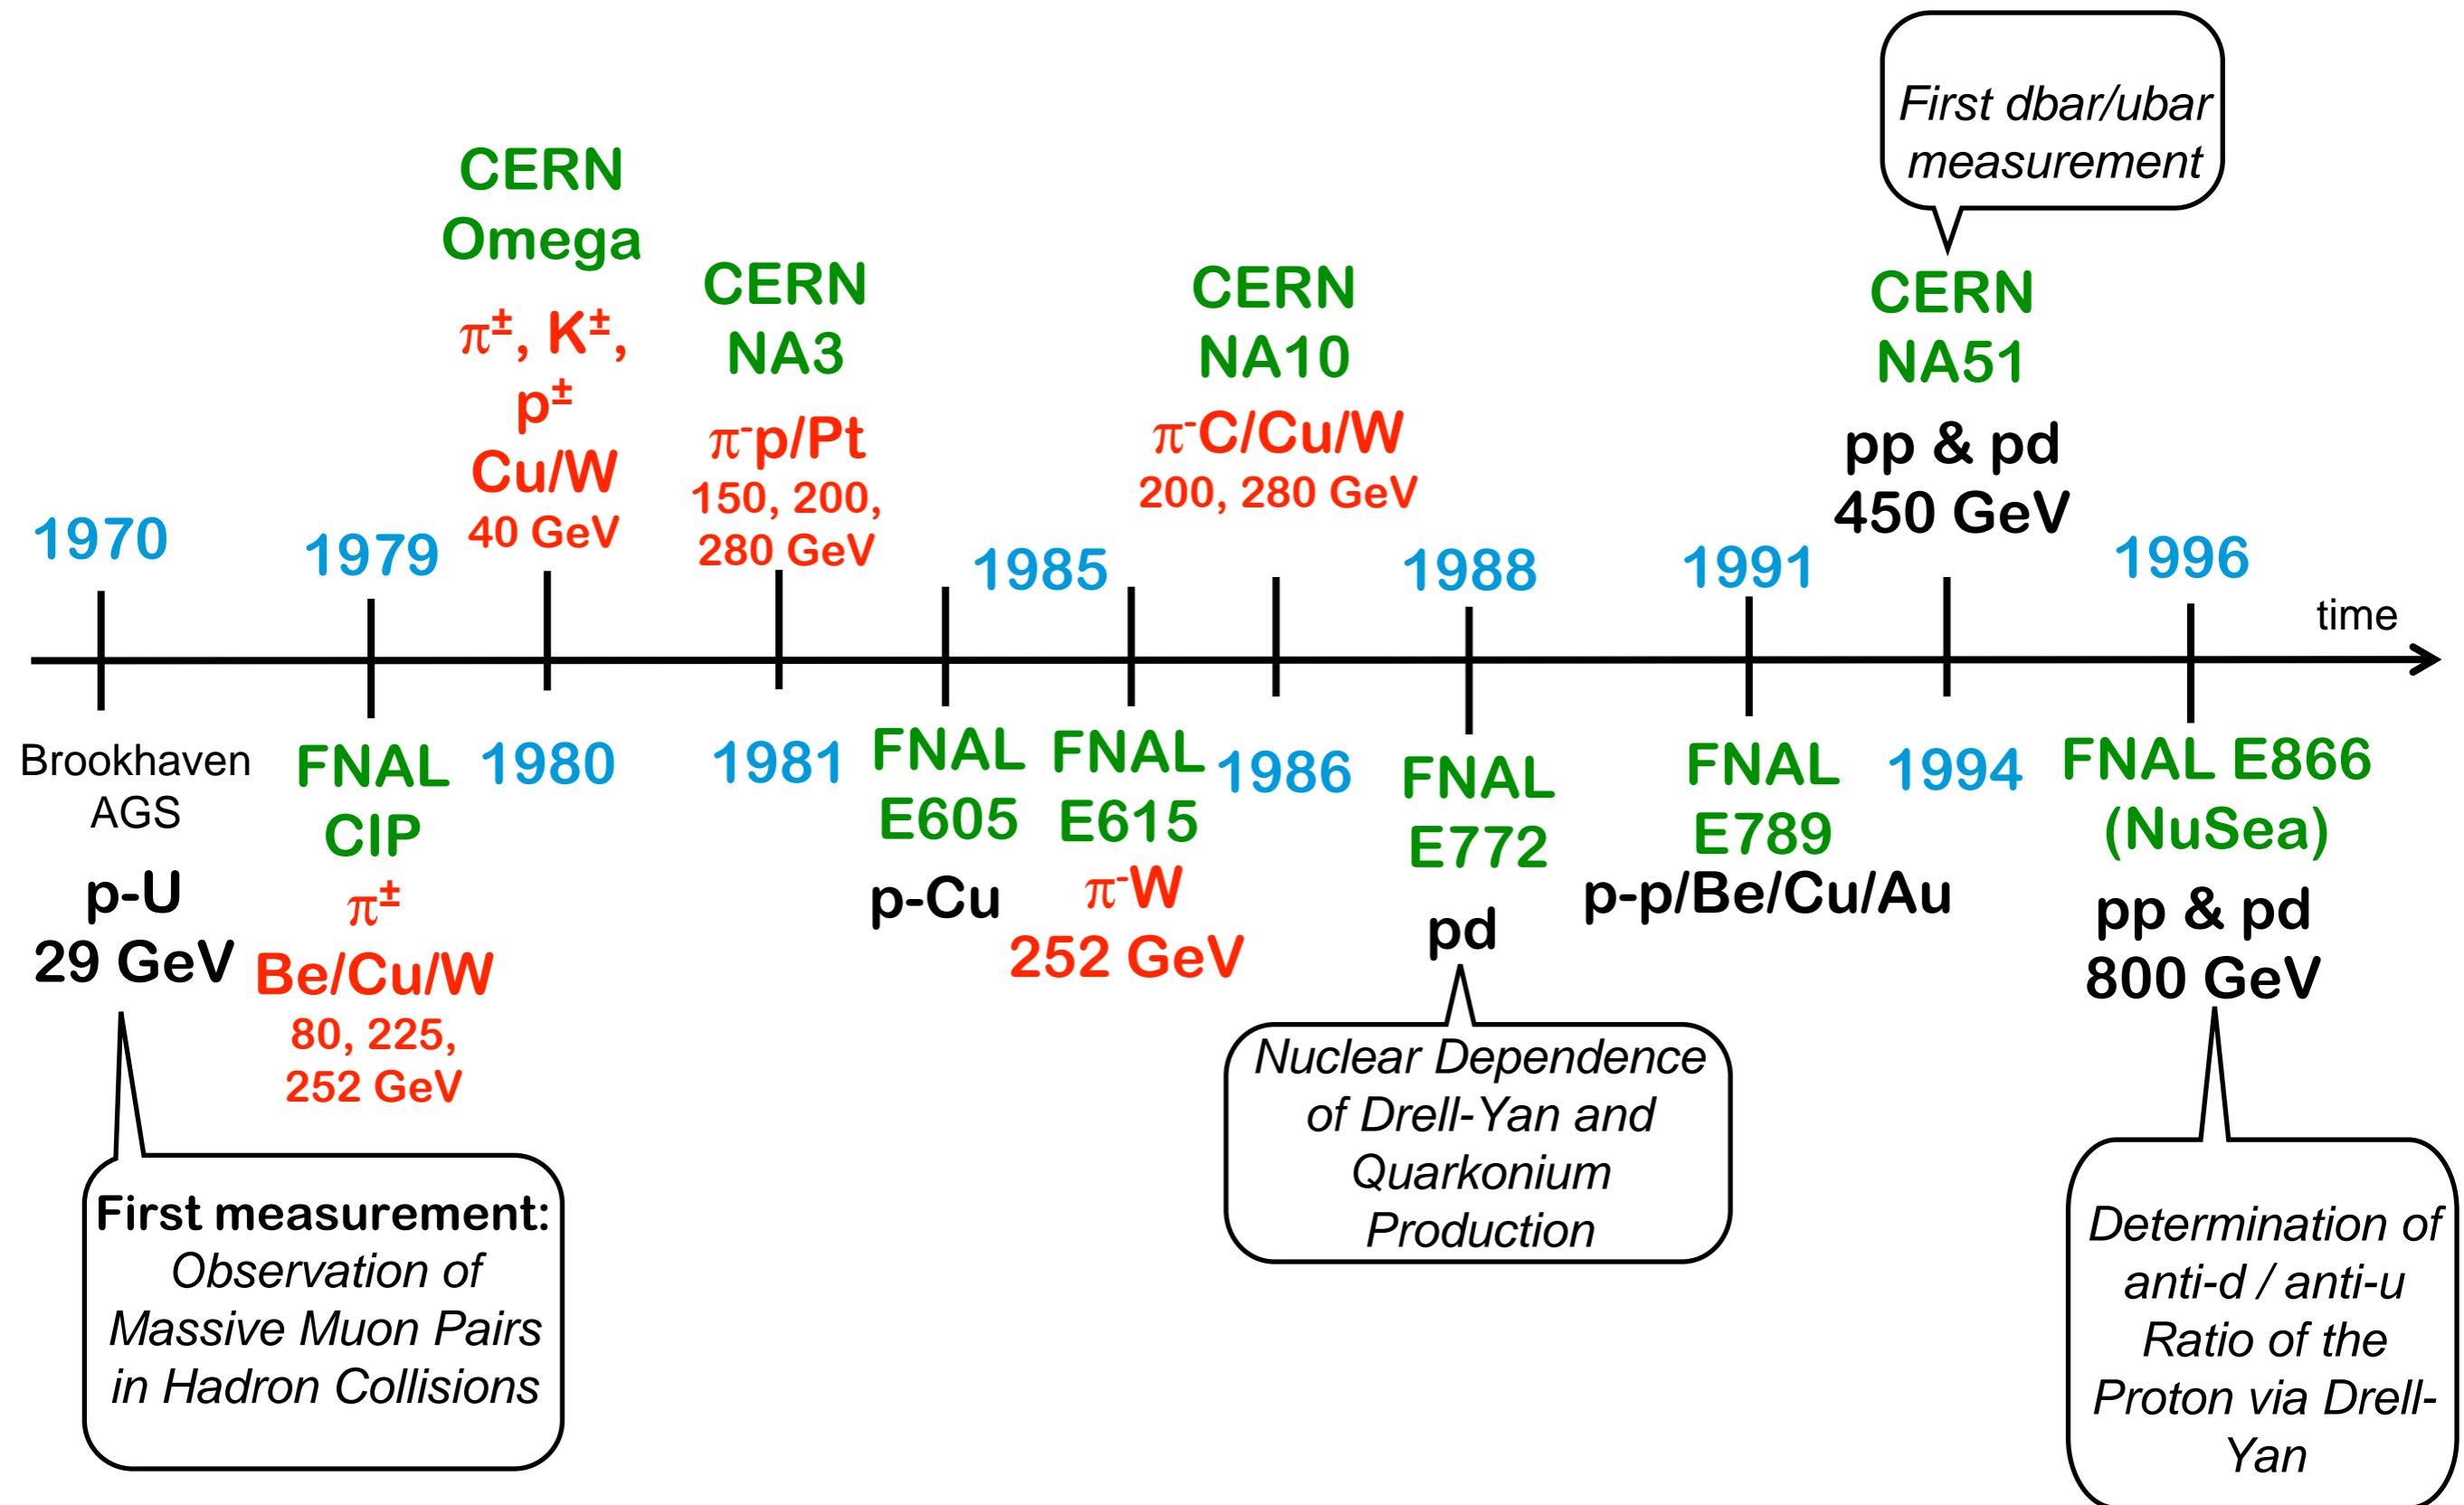 First dbar/ubar
measurement
CERN
Omega
π±, K±,
p±
Cu/W
40 GeV
CERN
NA3
π-p/Pt
150, 200,
280 GeV
CERN
NA10
π-C/Cu/W
200, 280 GeV
CERN
NA51
pp & pd
450 GeV
1970
1979
1985
1988
1991
1996
time
Brookhaven
AGS
p-U
29 GeV
FNAL
CIP
π±
Be/Cu/W
80, 225,
252 GeV
1980
1981
FNAL
E605
p-Cu
FNAL
E615
π-W
252 GeV
1986
FNAL
E772
pd
FNAL
E789
p-p/Be/Cu/Au
1994
FNAL E866
(NuSea)
pp & pd
800 GeV
First measurement:
Observation of
Massive Muon Pairs
in Hadron Collisions
Nuclear Dependence
of Drell-Yan and
Quarkonium
Production
Determination of
anti-d / anti-u
Ratio of the
Proton via Drell-
Yan